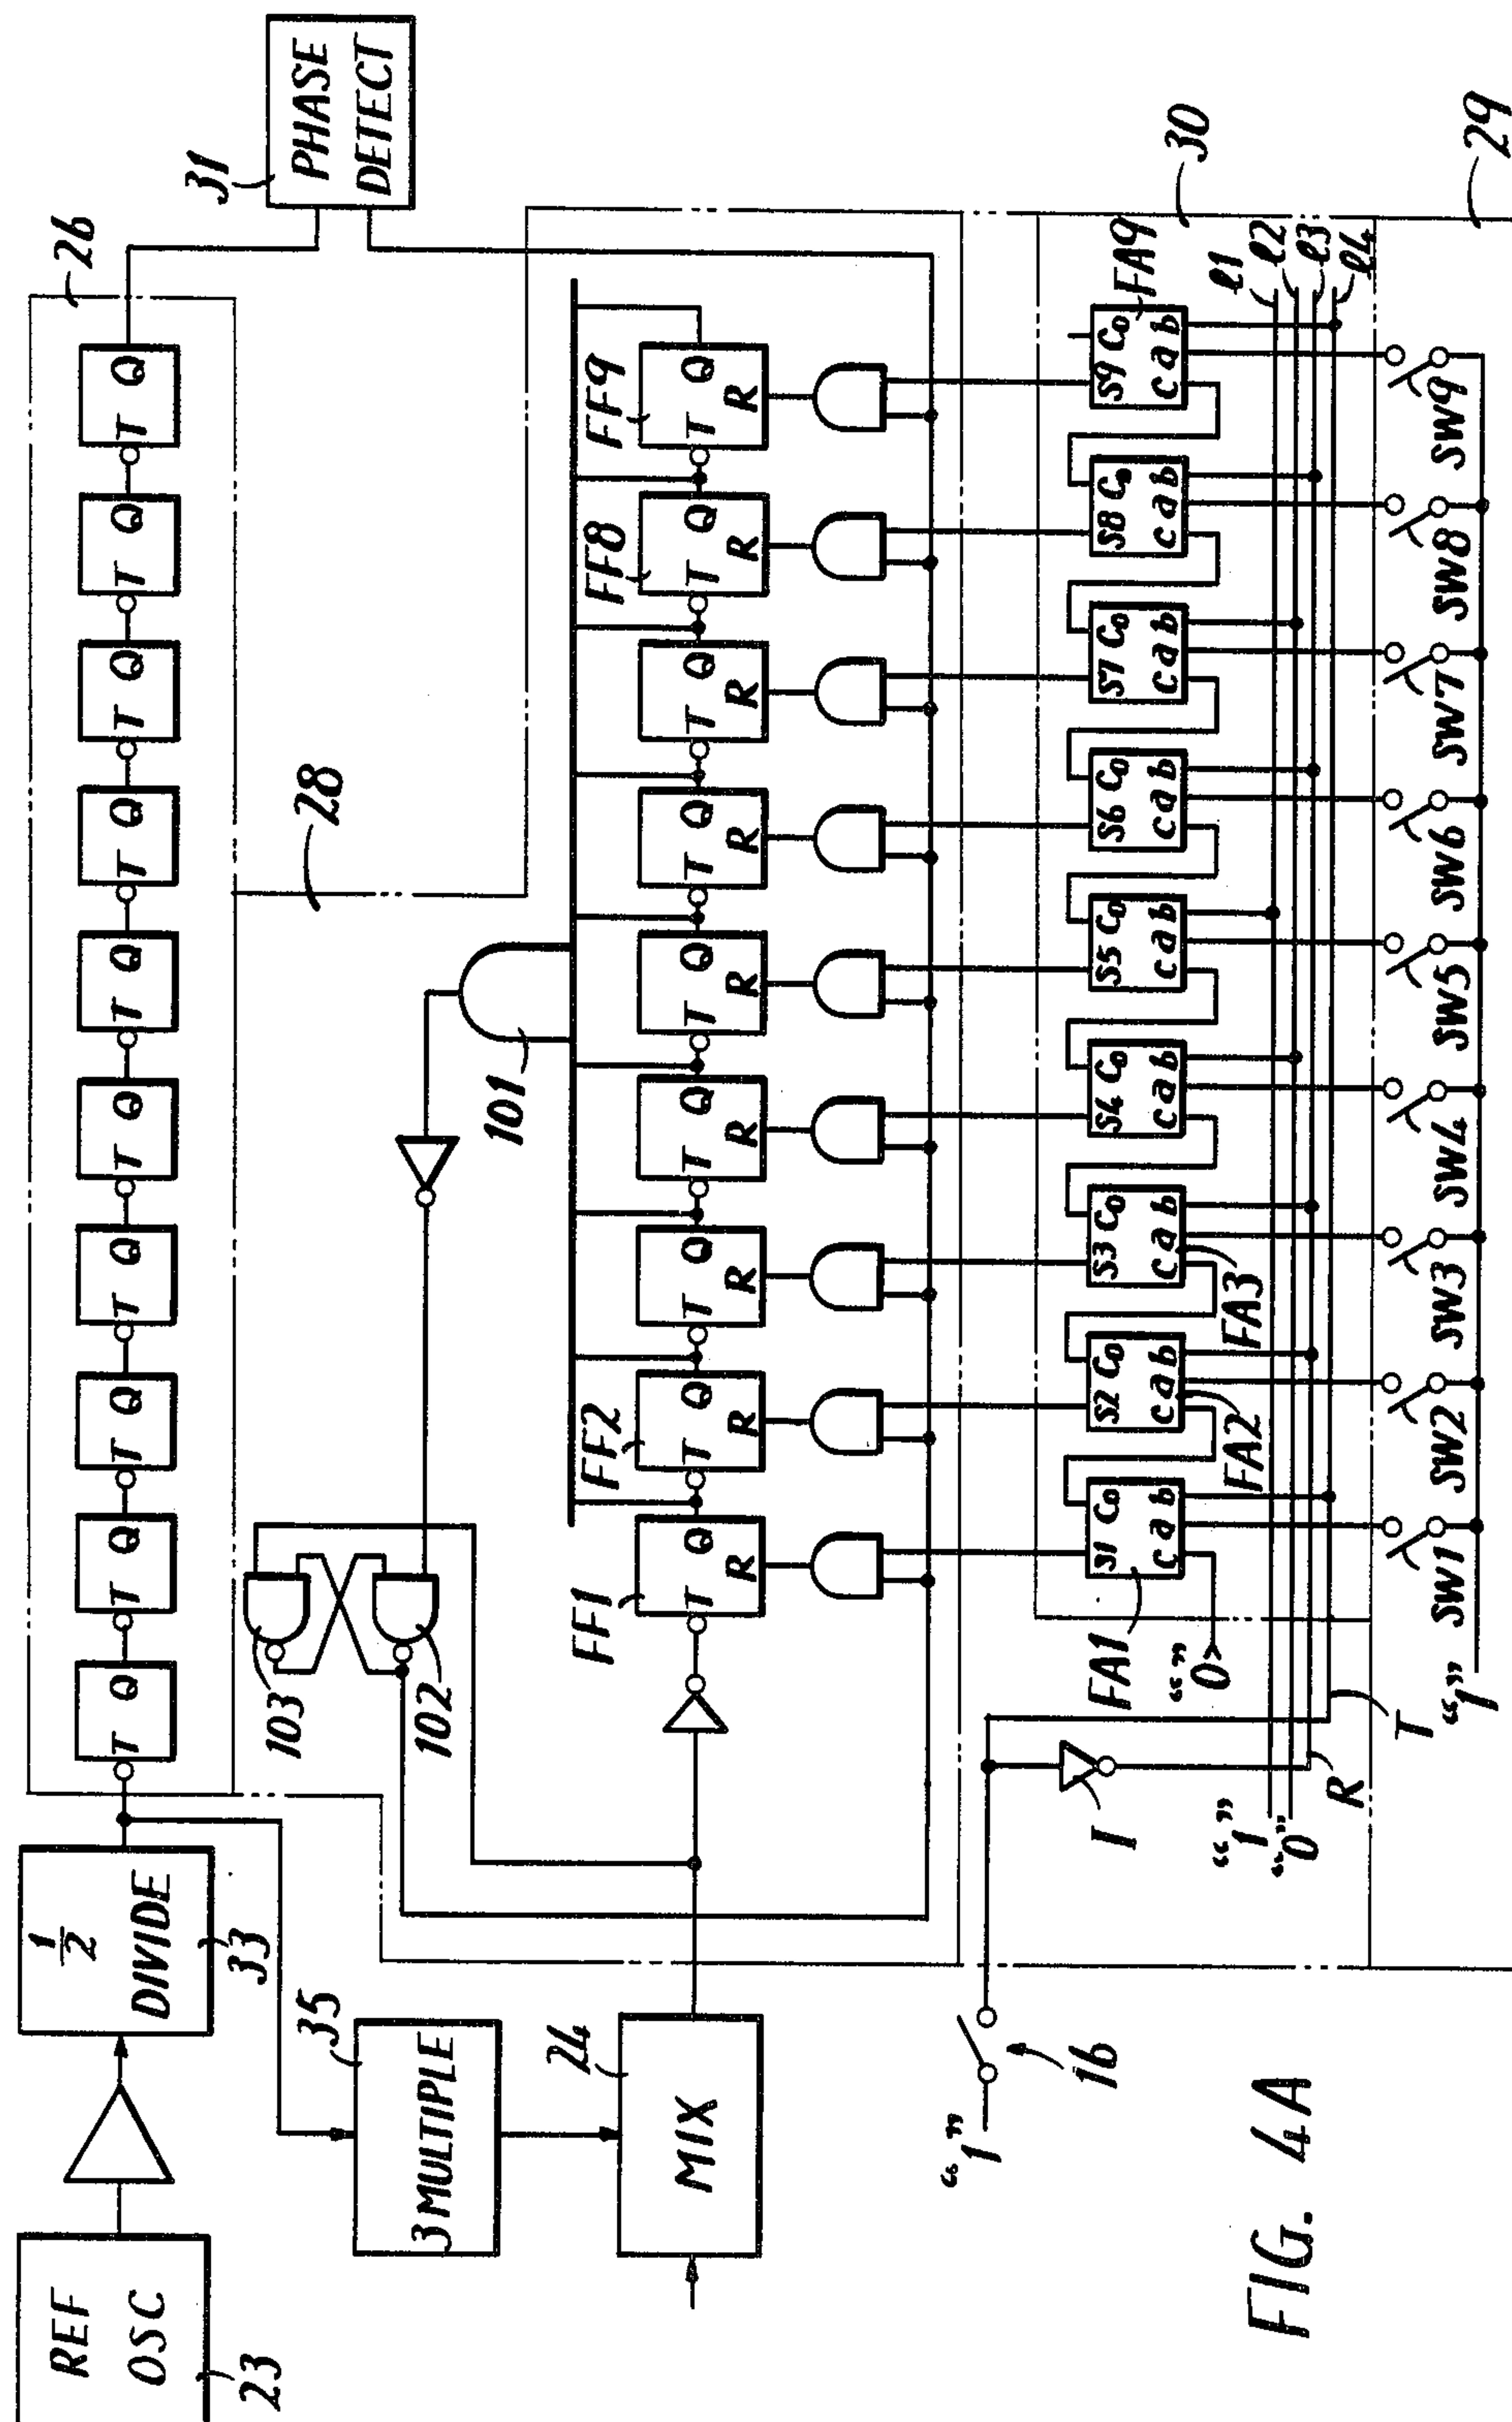 REF
OSC
23
1
2
DIVIDE
33
26
T Q
T Q
T Q
T Q
T Q
T Q
T Q
T Q
T Q
T Q
31
PHASE
DETECT
35
3 MULTIPLE
24
MIX
103
102
101
28
FF1
T Q
R
FF2
T Q
R
T Q
R
T Q
R
T Q
R
T Q
R
T Q
R
FF8
T Q
R
FF9
T Q
R
30
S1 C0
c a b
S2 C0
c a b
S3 C0
c a b
S4 C0
c a b
S5 C0
c a b
S6 C0
c a b
S7 C0
c a b
S8 C0
c a b
S9 C0
c a b
FA1
FA2
FA3
FA9
"0"
ℓ1
ℓ2
ℓ3
ℓ4
"1"
16
I
"1"
"0"
R
T
"1"
SW1
SW2
SW3
SW4
SW5
SW6
SW7
SW8
SW9
29
FIG. 4A